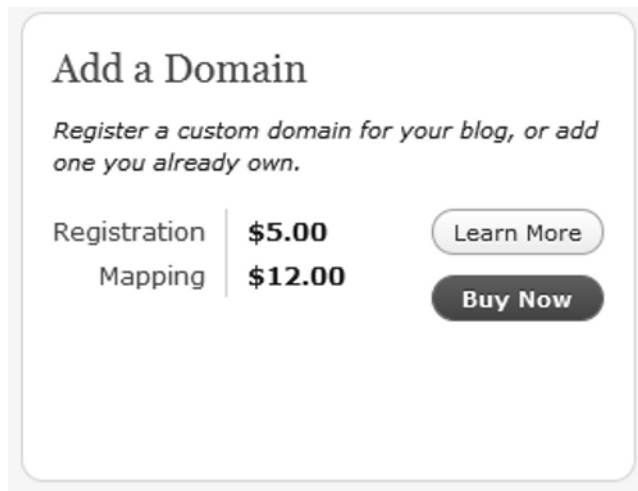 Add a Domain
Register a custom domain for your blog, or add
one you already own.
Registration $5.00 Learn More
Mapping $12.00
Buy Now